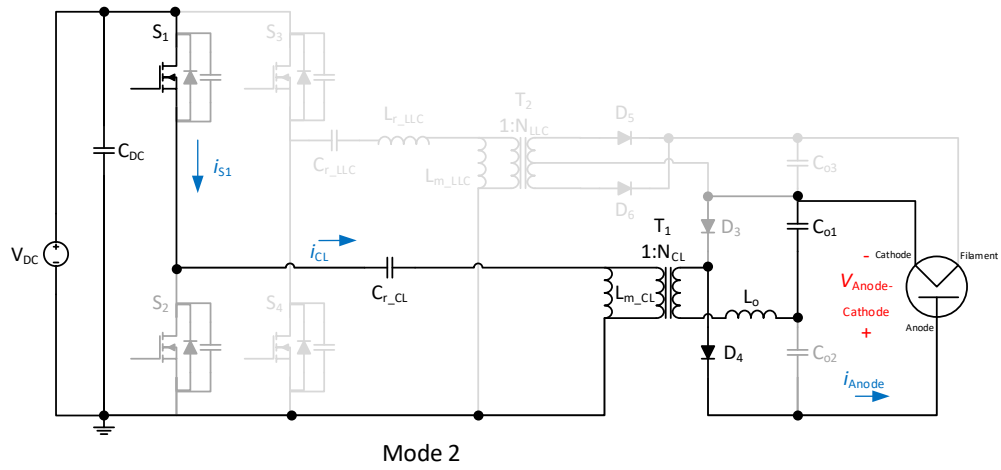 S1
S3
Lr_LLC
T2
1:NLLC
D5
CDC
iS1
Cr_LLC
Lm_LLC
Co3
D6
VDC
iCL
T1
1:NCL
D3
Co1
Cathode
-
Filament
VAnode-
Cathode
+
Anode
Cr_CL
Lm_CL
Lo
S2
S4
D4
Co2
iAnode
Mode 2